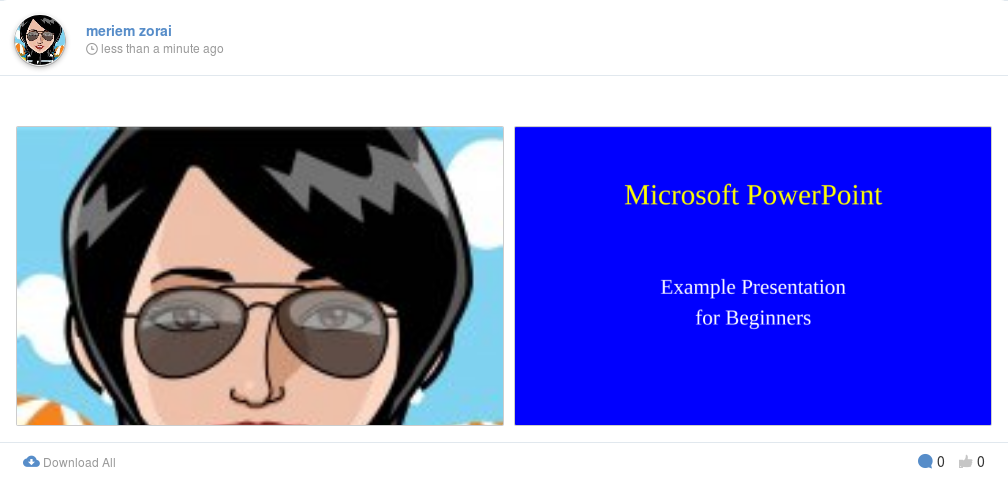 meriem zorai
less than a minute ago
Microsoft PowerPoint
Example Presentation
for Beginners
Download All
0
0